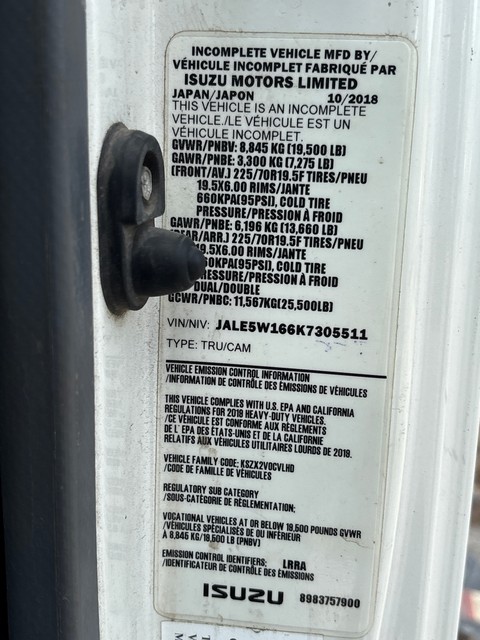 INCOMPLETE VEHICLE MFD BY/
VÉHICULE INCOMPLET FABRIQUÉ PAR
ISUZU MOTORS LIMITED
JAPAN/JAPON 10/2018
THIS VEHICLE IS AN INCOMPLETE
VEHICLE./LE VÉHICULE EST UN
VÉHICULE INCOMPLET.
GVWR/PNBV: 8,845 KG (19,500 LB)
GAWR/PNBE: 3,300 KG (7,275 LB)
(FRONT/AV.) 225/70R19.5F TIRES/PNEU
19.5X6.00 RIMS/JANTE
660KPA(95PSI), COLD TIRE
PRESSURE/PRESSION À FROID
GAWR/PNBE: 6,196 KG (13,660 LB)
/ARR.) 225/70R19.5F TIRES/PNEU
.5X6.00 RIMS/JANTE
0KPA(95PSI), COLD TIRE
RESSURE/PRESSION À FROID
DUAL/DOUBLE
GCWR/PNBC: 11,567KG(25,500LB)
VIN/NIV: JALE5W166K7305511
TYPE: TRU/CAM
VEHICLE EMISSION CONTROL INFORMATION
/INFORMATION DE CONTRÔLE DES ÉMISSIONS DE VÉHICULES
THIS VEHICLE COMPLIES WITH U.S. EPA AND CALIFORNIA
REGULATIONS FOR 2019 HEAVY-DUTY VEHICLES.
/CE VÉHICULE EST CONFORME AUX RÈGLEMENTS
DE L' EPA DES ÉTATS-UNIS ET DE LA CALIFORNIE
RELATIFS AUX VÉHICULES UTILITAIRES LOURDS DE 2019.
VEHICLE FAMILY CODE: KSZX2VOCVLHD
/CODE DE FAMILLE DE VÉHICULES
REGULATORY SUB CATEGORY
/SOUS-CATÉGORIE DE RÉGLEMENTATION:
VOCATIONAL VEHICLES AT OR BELOW 19,500 POUNDS GVWR
/VÉHICULES SPÉCIALISÉS DE OU INFÉRIEUR
À 8,845 KG/19,500 LB (PNBV)
EMISSION CONTROL IDENTIFIERS: LRRA
/IDENTIFICATEUR DE CONTRÔLE DES ÉMISSIONS
ISUZU 8983757900